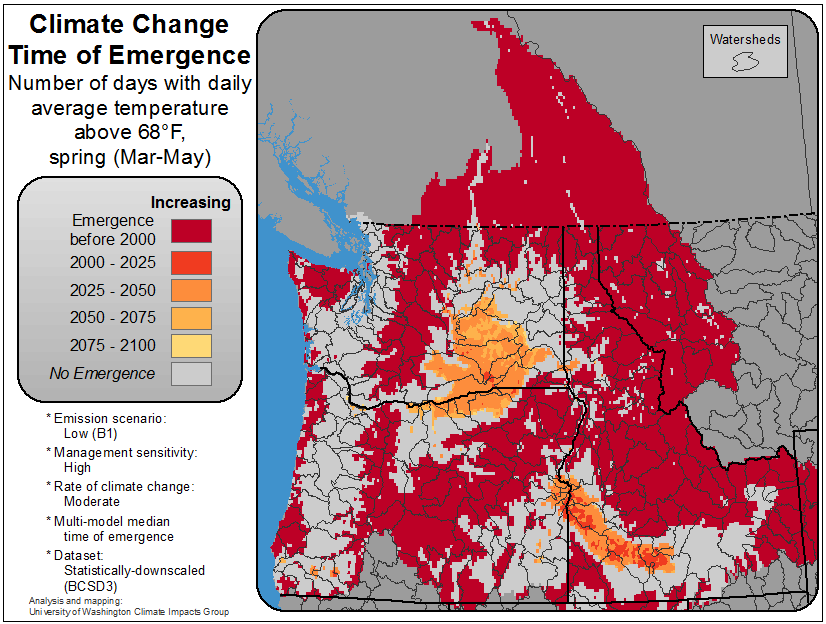 Climate Change
Time of Emergence
Number of days with daily
average temperature
above 68°F,
spring (Mar-May)
Increasing
Emergence
before 2000
2000 - 2025
2025 - 2050
2050 - 2075
2075 - 2100
No Emergence
* Emission scenario:
Low (B1)
* Management sensitivity:
High
* Rate of climate change:
Moderate
* Multi-model median
time of emergence
* Dataset:
Statistically-downscaled
(BCSD3)
Analysis and mapping:
University of Washington Climate Impacts Group
Watersheds